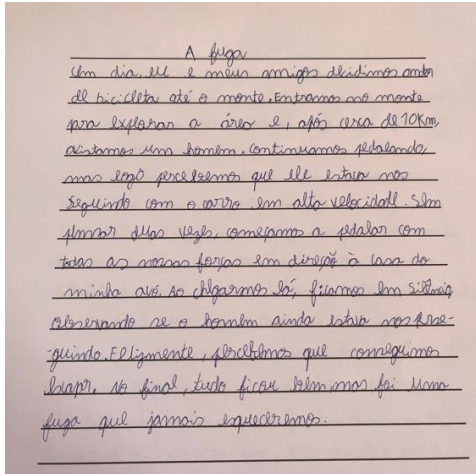 A fuga
Um dia, eu e meus amigos decidimos andar
de bicicleta até o monte. Entramos no monte
pra explorar a área e, após cerca de 10Km,
avistamos um homem. Continuamos pedalando,
mas logo percebemos que ele estava nos
seguindo com o carro em alta velocidade. Sem
pensar duas vezes, começamos a pedalar com
todas as nossas forças em direção à casa da
minha avó. Ao chegarmos lá, ficamos em silêncio,
observando se o homem ainda estava nos perse-
-guindo. Felizmente, percebemos que conseguimos
escapar. No final, tudo ficou bem, mas foi uma
fuga que jamais esqueceremos.